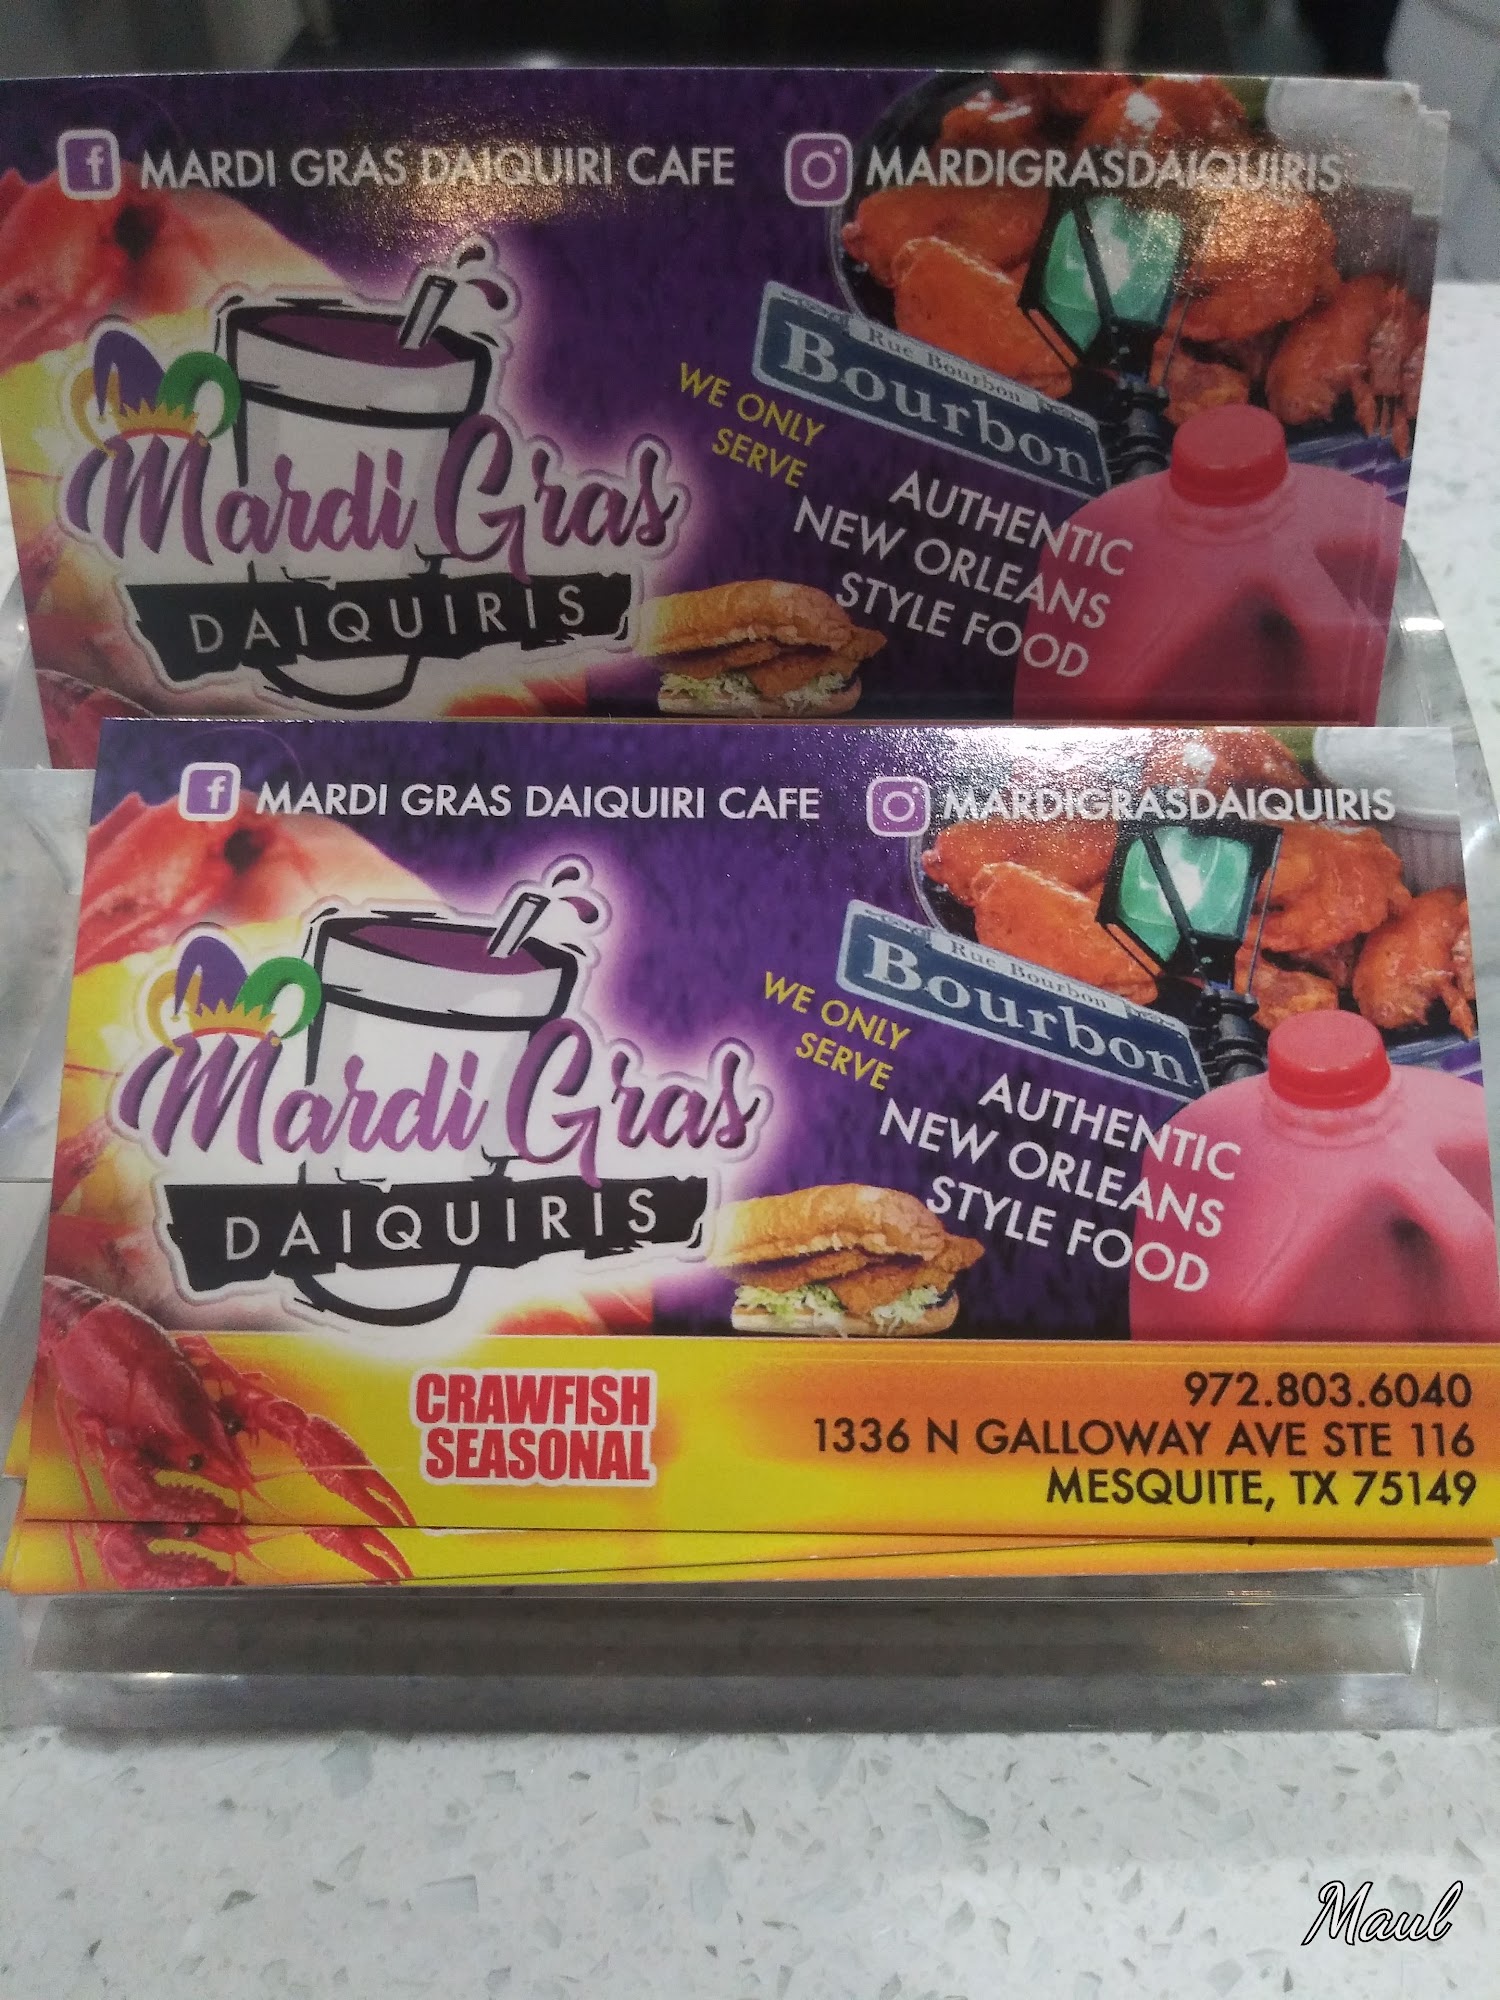 MARDI GRAS DAIQUIRI CAFE MARDIGRASDAIQUIRIS
Rue Bourbon
Bourbon
WE ONLY
SERVE
AUTHENTIC
NEW ORLEANS
STYLE FOOD
Mardi Gras
DAIQUIRIS
MARDI GRAS DAIQUIRI CAFE MARDIGRASDAIQUIRIS
Rue Bourbon
Bourbon
WE ONLY
SERVE
AUTHENTIC
NEW ORLEANS
STYLE FOOD
Mardi Gras
DAIQUIRIS
CRAWFISH
SEASONAL
972.803.6040
1336 N GALLOWAY AVE STE 116
MESQUITE, TX 75149
Maul